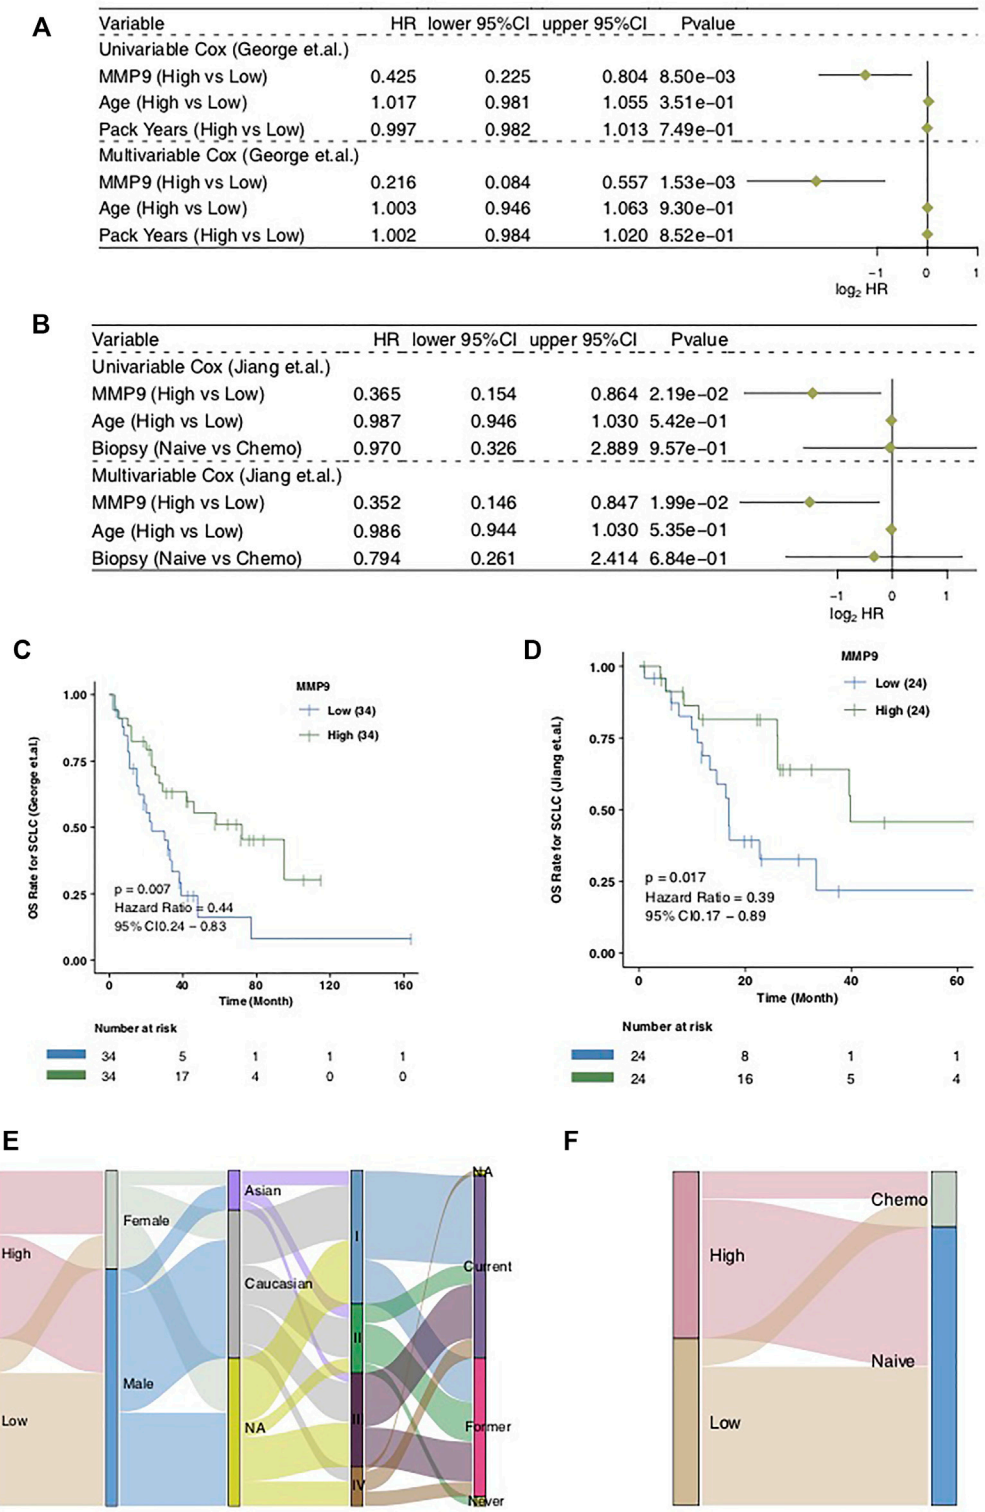 A
Variable HR lower 95%CI upper 95%CI Pvalue
Univariable Cox (George et.al.)
MMP9 (High vs Low) 0.425 0.225 0.804 8.50e−03
Age (High vs Low) 1.017 0.981 1.055 3.51e−01
Pack Years (High vs Low) 0.997 0.982 1.013 7.49e−01
Multivariable Cox (George et.al.)
MMP9 (High vs Low) 0.216 0.084 0.557 1.53e−03
Age (High vs Low) 1.003 0.946 1.063 9.30e−01
Pack Years (High vs Low) 1.002 0.984 1.020 8.52e−01
−1 0 1
log2 HR
B
Variable HR lower 95%CI upper 95%CI Pvalue
Univariable Cox (Jiang et.al.)
MMP9 (High vs Low) 0.365 0.154 0.864 2.19e−02
Age (High vs Low) 0.987 0.946 1.030 5.42e−01
Biopsy (Naive vs Chemo) 0.970 0.326 2.889 9.57e−01
Multivariable Cox (Jiang et.al.)
MMP9 (High vs Low) 0.352 0.146 0.847 1.99e−02
Age (High vs Low) 0.986 0.944 1.030 5.35e−01
Biopsy (Naive vs Chemo) 0.794 0.261 2.414 6.84e−01
−1 0 1
log2 HR
C
OS Rate for SCLC (George et.al.)
MMP9
Low (34)
High (34)
1.00
0.75
0.50
0.25
0.00
p = 0.007
Hazard Ratio = 0.44
95% CI0.24 − 0.83
0 40 80 120 160
Time (Month)
Number at risk
34 5 1 1 1
34 17 4 0 0
D
OS Rate for SCLC (Jiang et.al.)
MMP9
Low (24)
High (24)
1.00
0.75
0.50
0.25
0.00
p = 0.017
Hazard Ratio = 0.39
95% CI0.17 − 0.89
0 20 40 60
Time (Month)
Number at risk
24 8 1 1
24 16 5 4
E
High
Low
Female
Male
Asian
Caucasian
NA
I
II
III
IV
NA
Current
Former
Never
F
High
Low
Chemo
Naive